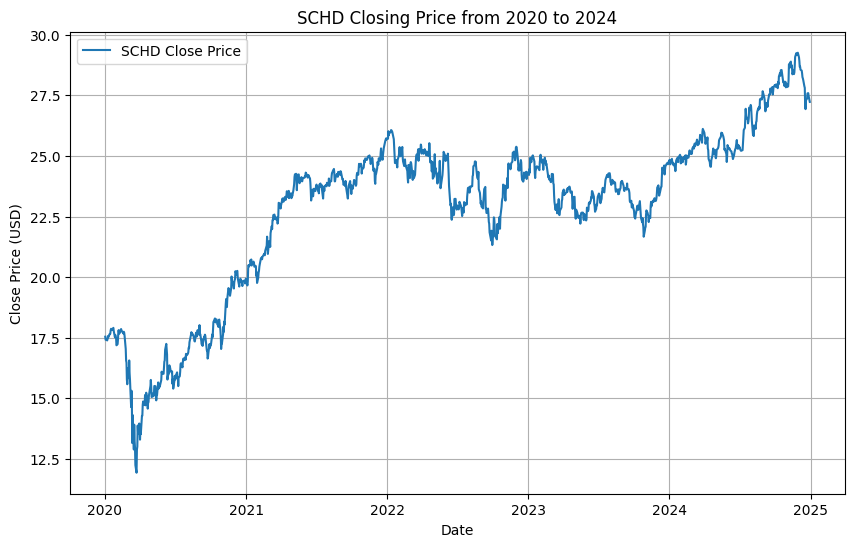 SCHD Closing Price from 2020 to 2024
SCHD Close Price
Close Price (USD)
30.0
27.5
25.0
22.5
20.0
17.5
15.0
12.5
2020 2021 2022 2023 2024 2025
Date